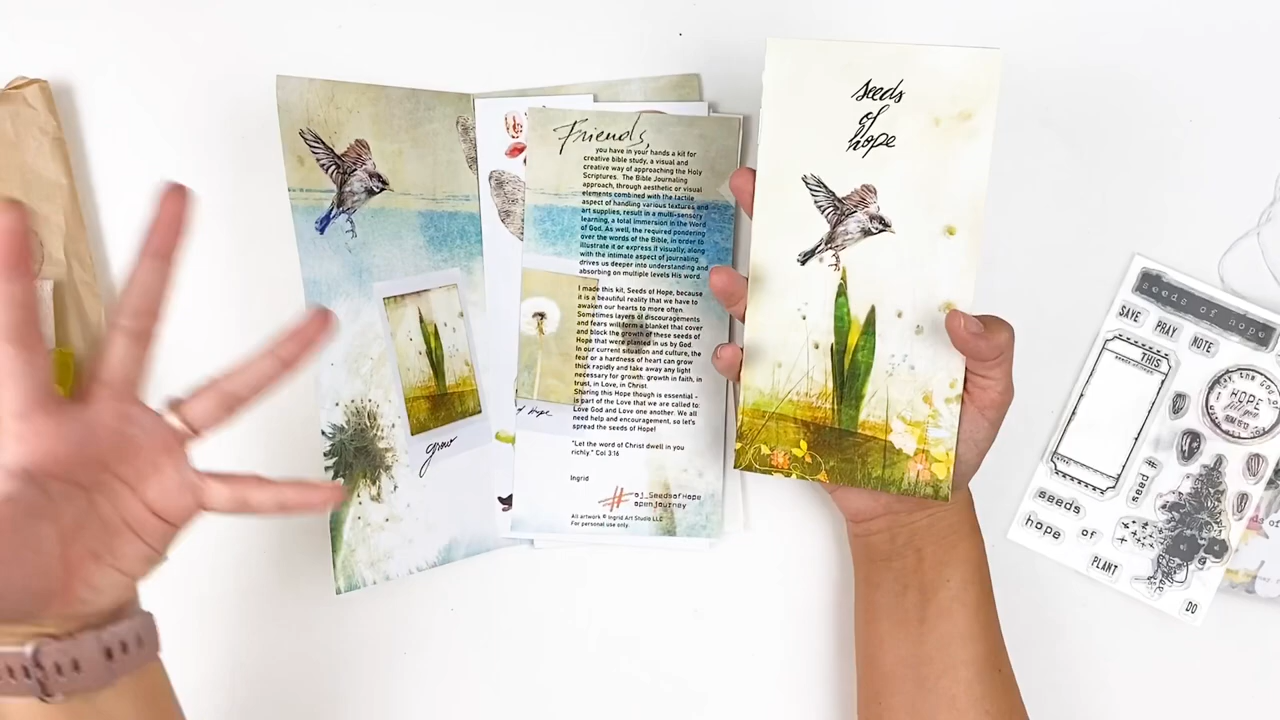 Friends,
you have in your hands a kit for
creative bible study, a visual and
creative way of approaching the Holy
Scriptures. The Bible Journaling
approach, through aesthetic or visual
elements combined with the tactile
aspect of handling various textures and
art supplies, result in a multi-sensory
learning, a total immersion in the Word
of God. As well, the required pondering
over the words of the Bible, in order to
illustrate it or express it visually, along
with the intimate aspect of journaling
drives us deeper into understanding and
absorbing on multiple levels His word.
I made this kit, Seeds of Hope, because
it is a beautiful reality that we have to
awaken our hearts to more often.
Sometimes layers of discouragements
and fears will form a blanket that cover
and block the growth of these seeds of
Hope that were planted in us by God.
In our current situation and culture, the
fear or a hardness of heart can grow
thick rapidly and take away any light
necessary for growth: growth in faith, in
trust, in Love, in Christ.
Sharing this Hope though is essential -
is part of the Love that we are called to:
Love God and Love one another. We all
need help and encouragement, so let's
spread the seeds of Hope!
"Let the word of Christ dwell in you
richly." Col 3:16
Ingrid
# oj_SeedsofHope
openjourney
All artwork © Ingrid Art Studio LLC
For personal use only.
grow
of hope
seeds
of
hope
seeds of hope
SAVE
PRAY
NOTE
THIS
HOPE
seed #
seeds
hope
of
PLANT
DO